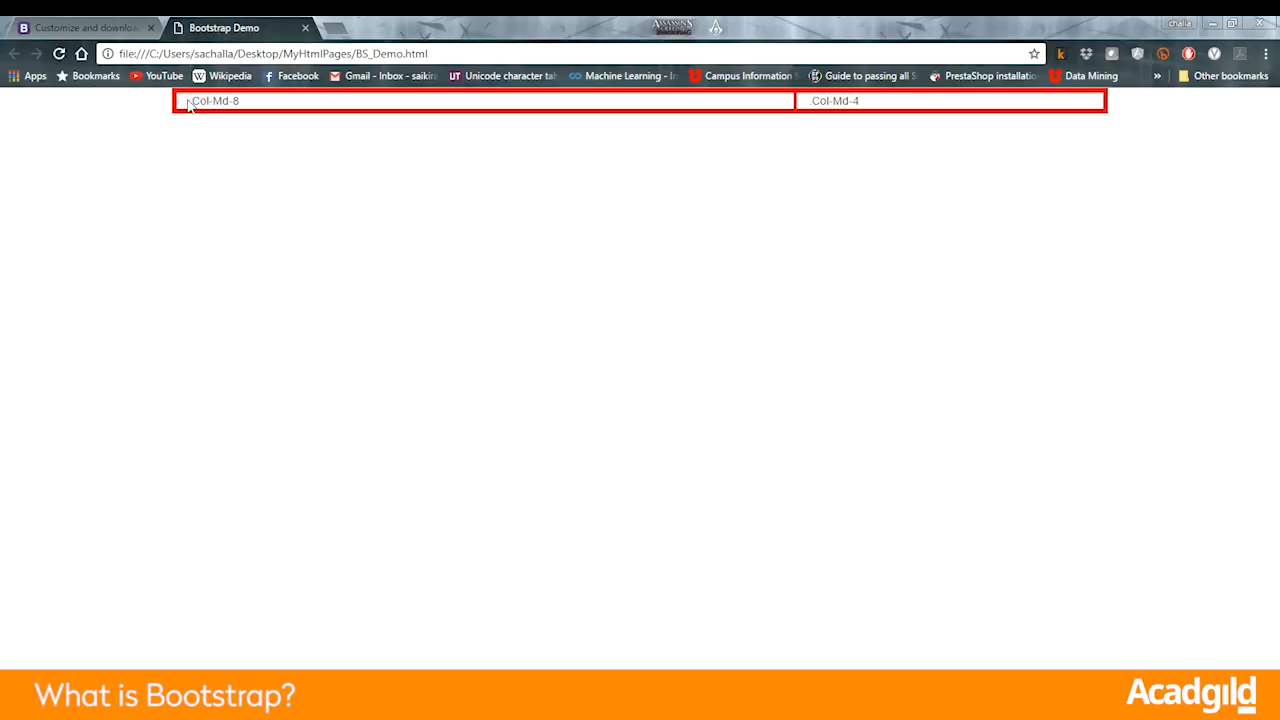 Customize and downloa
Bootstrap Demo
challa
file:///C:/Users/sachalla/Desktop/MyHtmlPages/BS_Demo.html
Apps
Bookmarks
YouTube
Wikipedia
Facebook
Gmail - Inbox - saikira
Unicode character tab
Machine Learning - In
Campus Information
Guide to passing all S
PrestaShop installatio
Data Mining
»
Other bookmarks
.Col-Md-8
.Col-Md-4
What is Bootstrap?
Acadgild